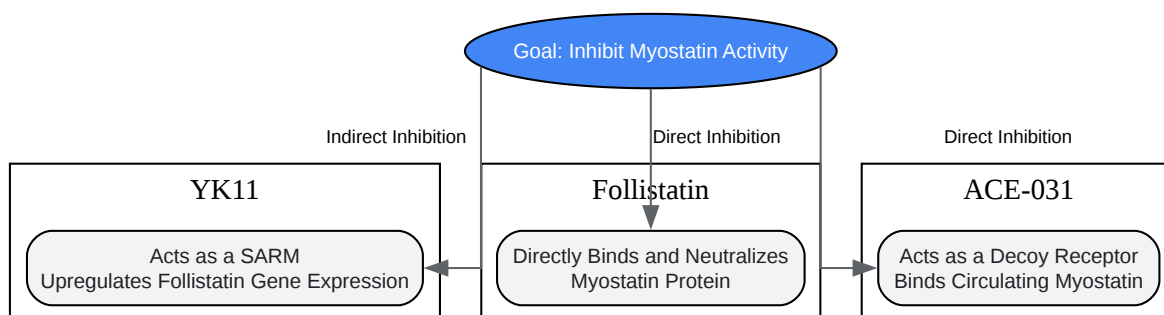 Goal: Inhibit Myostatin Activity
Indirect Inhibition
Direct Inhibition
Direct Inhibition
YK11
Follistatin
ACE-031
Acts as a SARM
Upregulates Follistatin Gene Expression
Directly Binds and Neutralizes
Myostatin Protein
Acts as a Decoy Receptor
Binds Circulating Myostatin